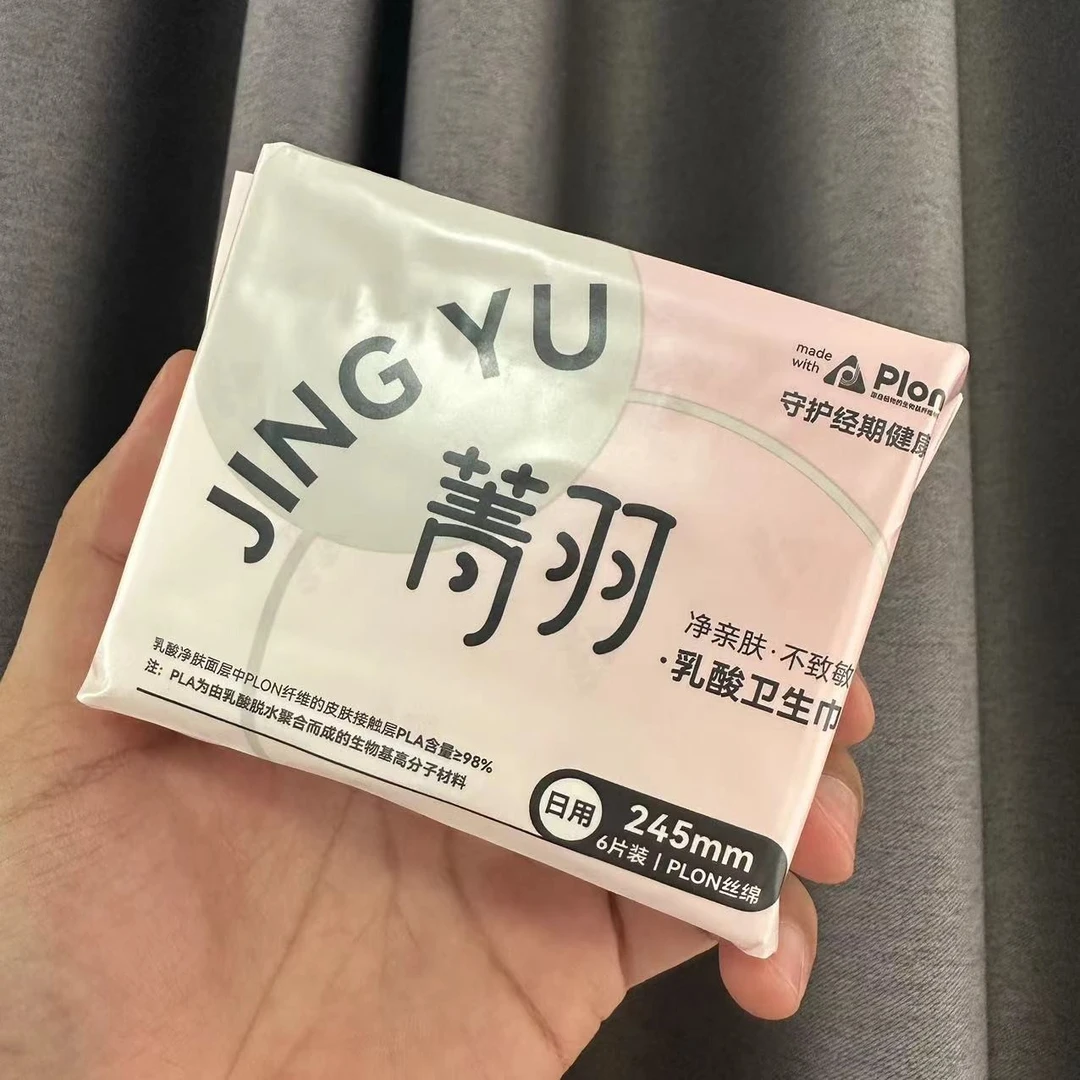 JING YU
菁羽
made
with
Plon
守护经期健康
净亲肤·不致敏
·乳酸卫生巾
乳酸净肤面层中PLON纤维的皮肤接触层PLA含量≥98%
注：PLA为由乳酸脱水聚合而成的生物基高分子材料
日用
245mm
6片装 | PLON丝绵